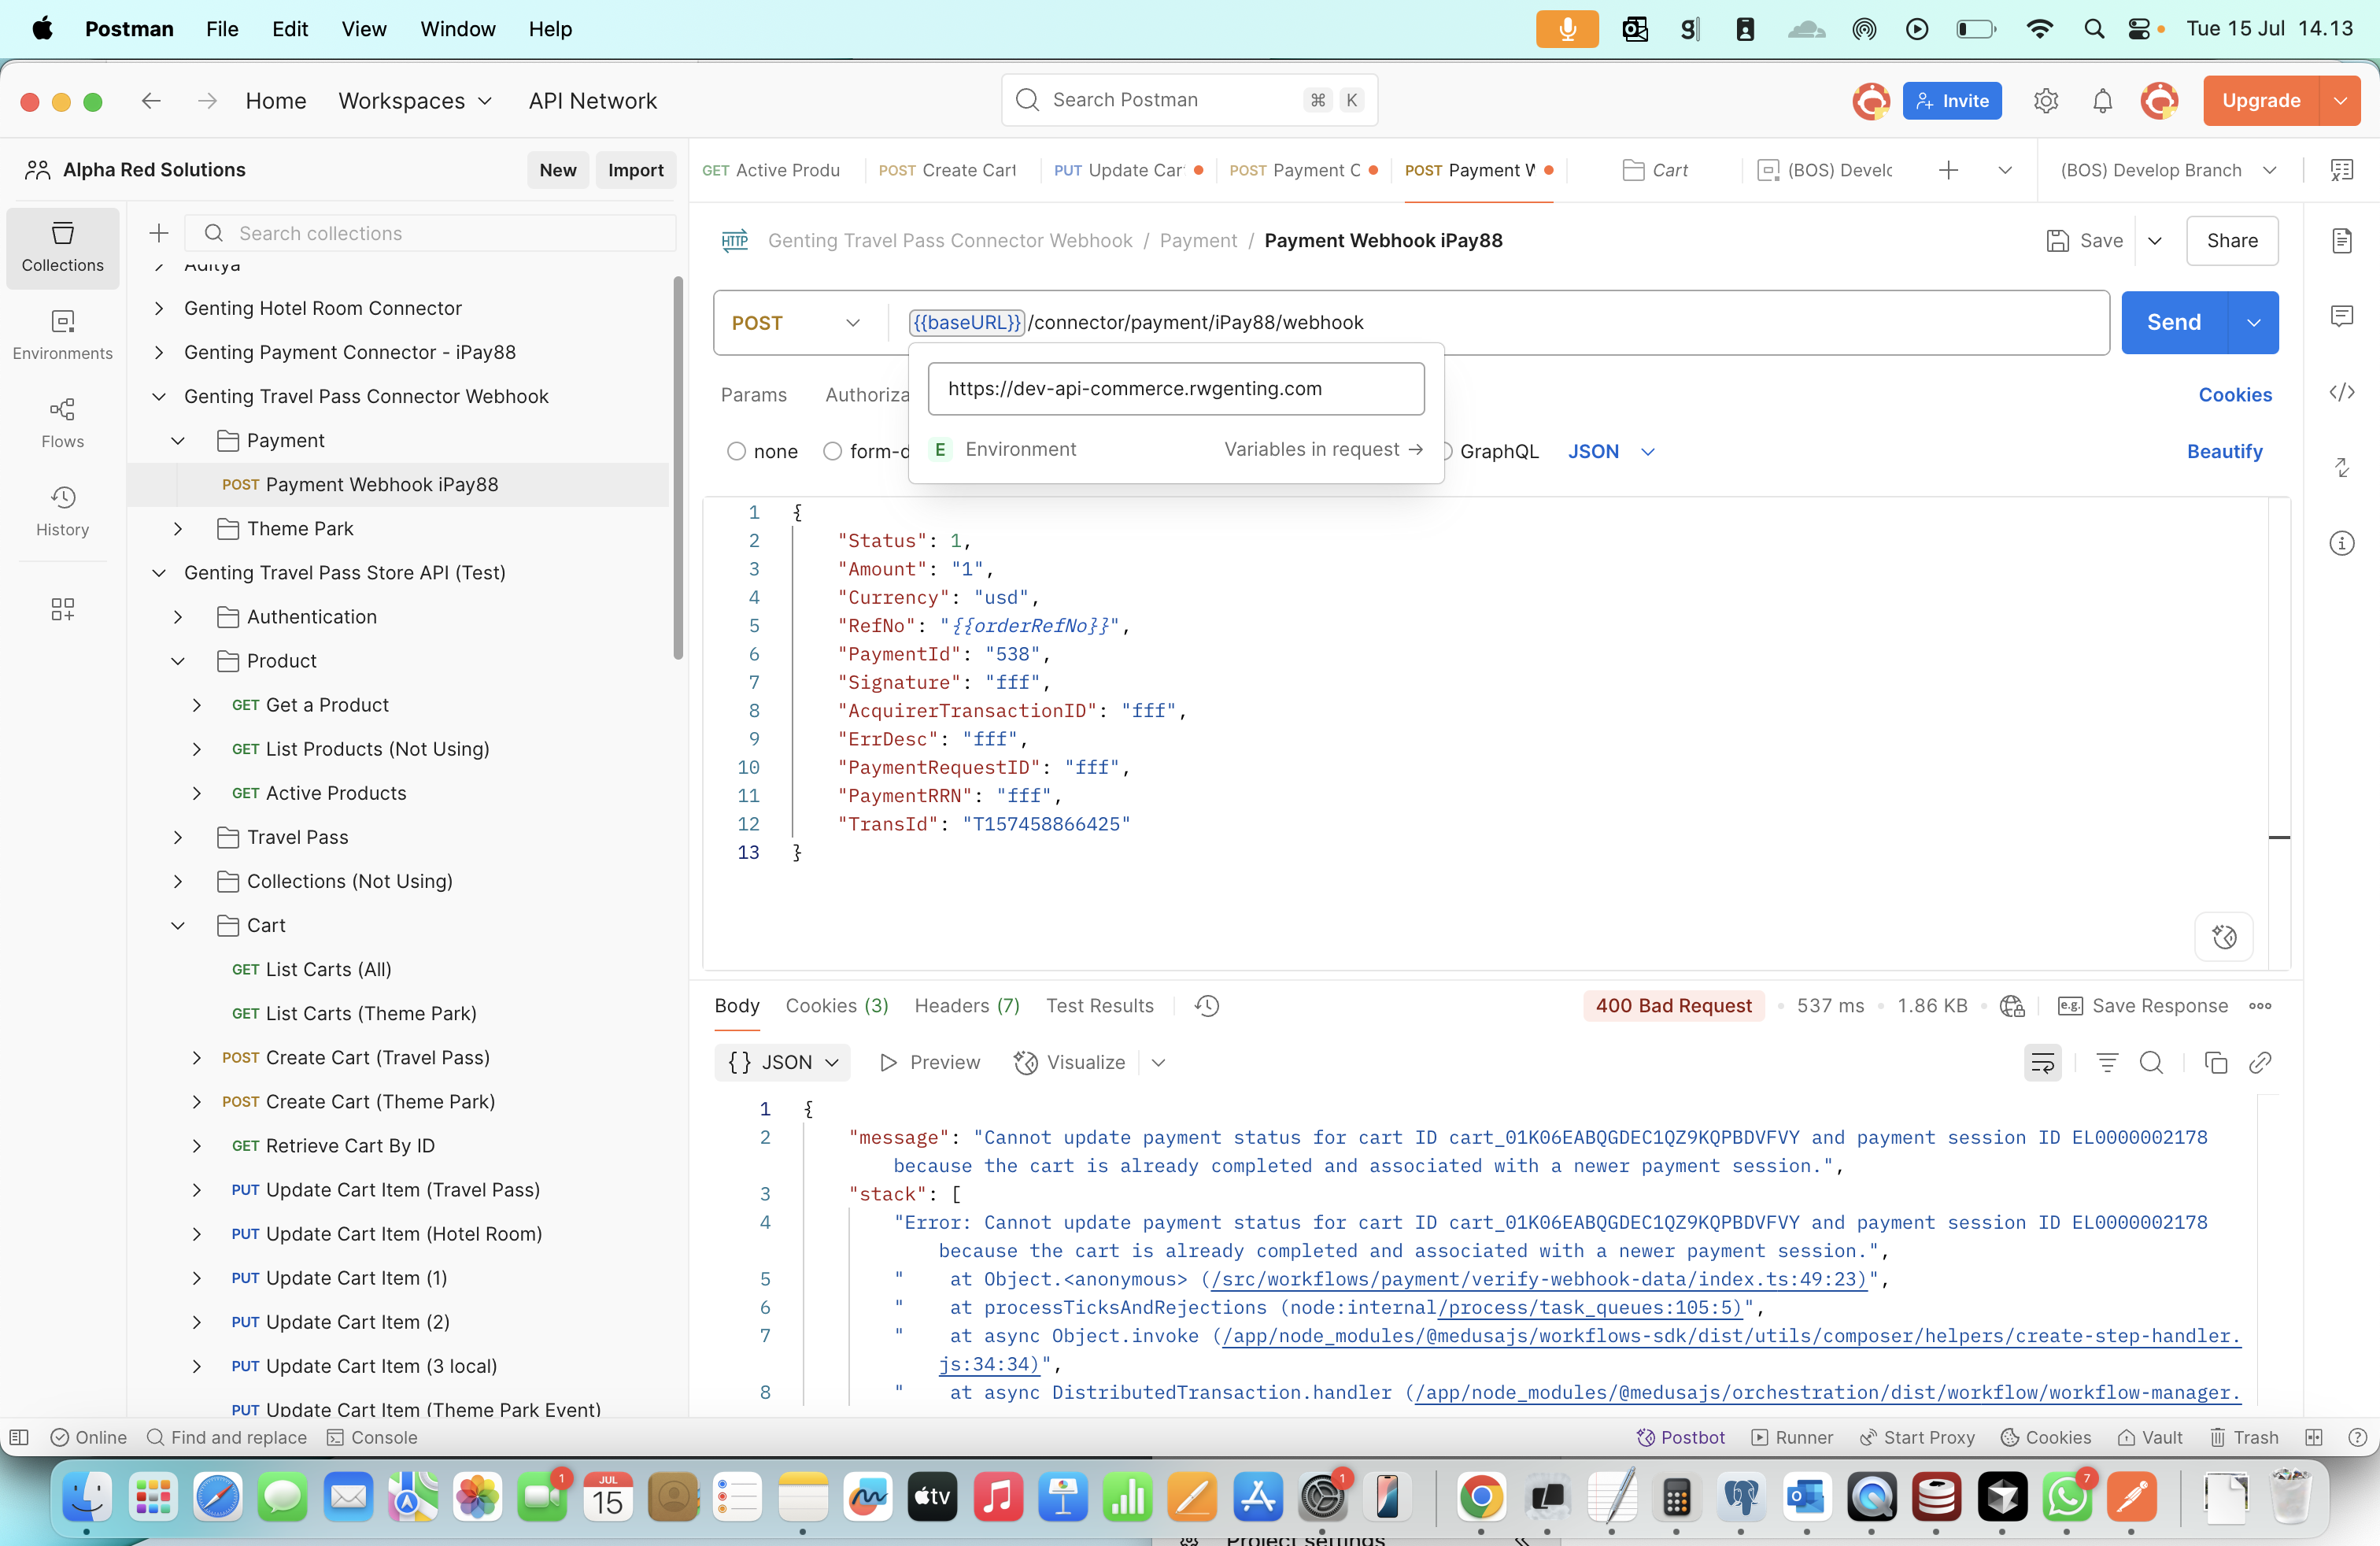 Postman File Edit View Window Help Tue 15 Jul 14.13
Home Workspaces API Network Search Postman ⌘ K Invite Upgrade
Alpha Red Solutions New Import
GET Active Produ POST Create Cart PUT Update Car POST Payment C POST Payment W Cart (BOS) Develc (BOS) Develop Branch
Collections
Environments
Flows
History
Search collections
Aditya
Genting Hotel Room Connector
Genting Payment Connector - iPay88
Genting Travel Pass Connector Webhook
Payment
POST Payment Webhook iPay88
Theme Park
Genting Travel Pass Store API (Test)
Authentication
Product
GET Get a Product
GET List Products (Not Using)
GET Active Products
Travel Pass
Collections (Not Using)
Cart
GET List Carts (All)
GET List Carts (Theme Park)
POST Create Cart (Travel Pass)
POST Create Cart (Theme Park)
GET Retrieve Cart By ID
PUT Update Cart Item (Travel Pass)
PUT Update Cart Item (Hotel Room)
PUT Update Cart Item (1)
PUT Update Cart Item (2)
PUT Update Cart Item (3 local)
PUT Update Cart Item (Theme Park Event)
HTTP Genting Travel Pass Connector Webhook / Payment / Payment Webhook iPay88 Save Share
POST {{baseURL}}/connector/payment/iPay88/webhook Send
https://dev-api-commerce.rwgenting.com
E Environment Variables in request →
Params Authoriza Cookies
none form-d GraphQL JSON Beautify
1 {
2 "Status": 1,
3 "Amount": "1",
4 "Currency": "usd",
5 "RefNo": "{{orderRefNo}}",
6 "PaymentId": "538",
7 "Signature": "fff",
8 "AcquirerTransactionID": "fff",
9 "ErrDesc": "fff",
10 "PaymentRequestID": "fff",
11 "PaymentRRN": "fff",
12 "TransId": "T157458866425"
13 }
Body Cookies (3) Headers (7) Test Results 400 Bad Request 537 ms 1.86 KB e.g. Save Response
{} JSON Preview Visualize
1 {
2 "message": "Cannot update payment status for cart ID cart_01K06EABQGDEC1QZ9KQPBDVFVY and payment session ID EL0000002178
because the cart is already completed and associated with a newer payment session.",
3 "stack": [
4 "Error: Cannot update payment status for cart ID cart_01K06EABQGDEC1QZ9KQPBDVFVY and payment session ID EL0000002178
because the cart is already completed and associated with a newer payment session.",
5 " at Object.<anonymous> (/src/workflows/payment/verify-webhook-data/index.ts:49:23)",
6 " at processTicksAndRejections (node:internal/process/task_queues:105:5)",
7 " at async Object.invoke (/app/node_modules/@medusajs/workflows-sdk/dist/utils/composer/helpers/create-step-handler.
js:34:34)",
8 " at async DistributedTransaction.handler (/app/node_modules/@medusajs/orchestration/dist/workflow/workflow-manager.
Online Find and replace Console Postbot Runner Start Proxy Cookies Vault Trash
1 JUL 15 tv 1 7
Project settings